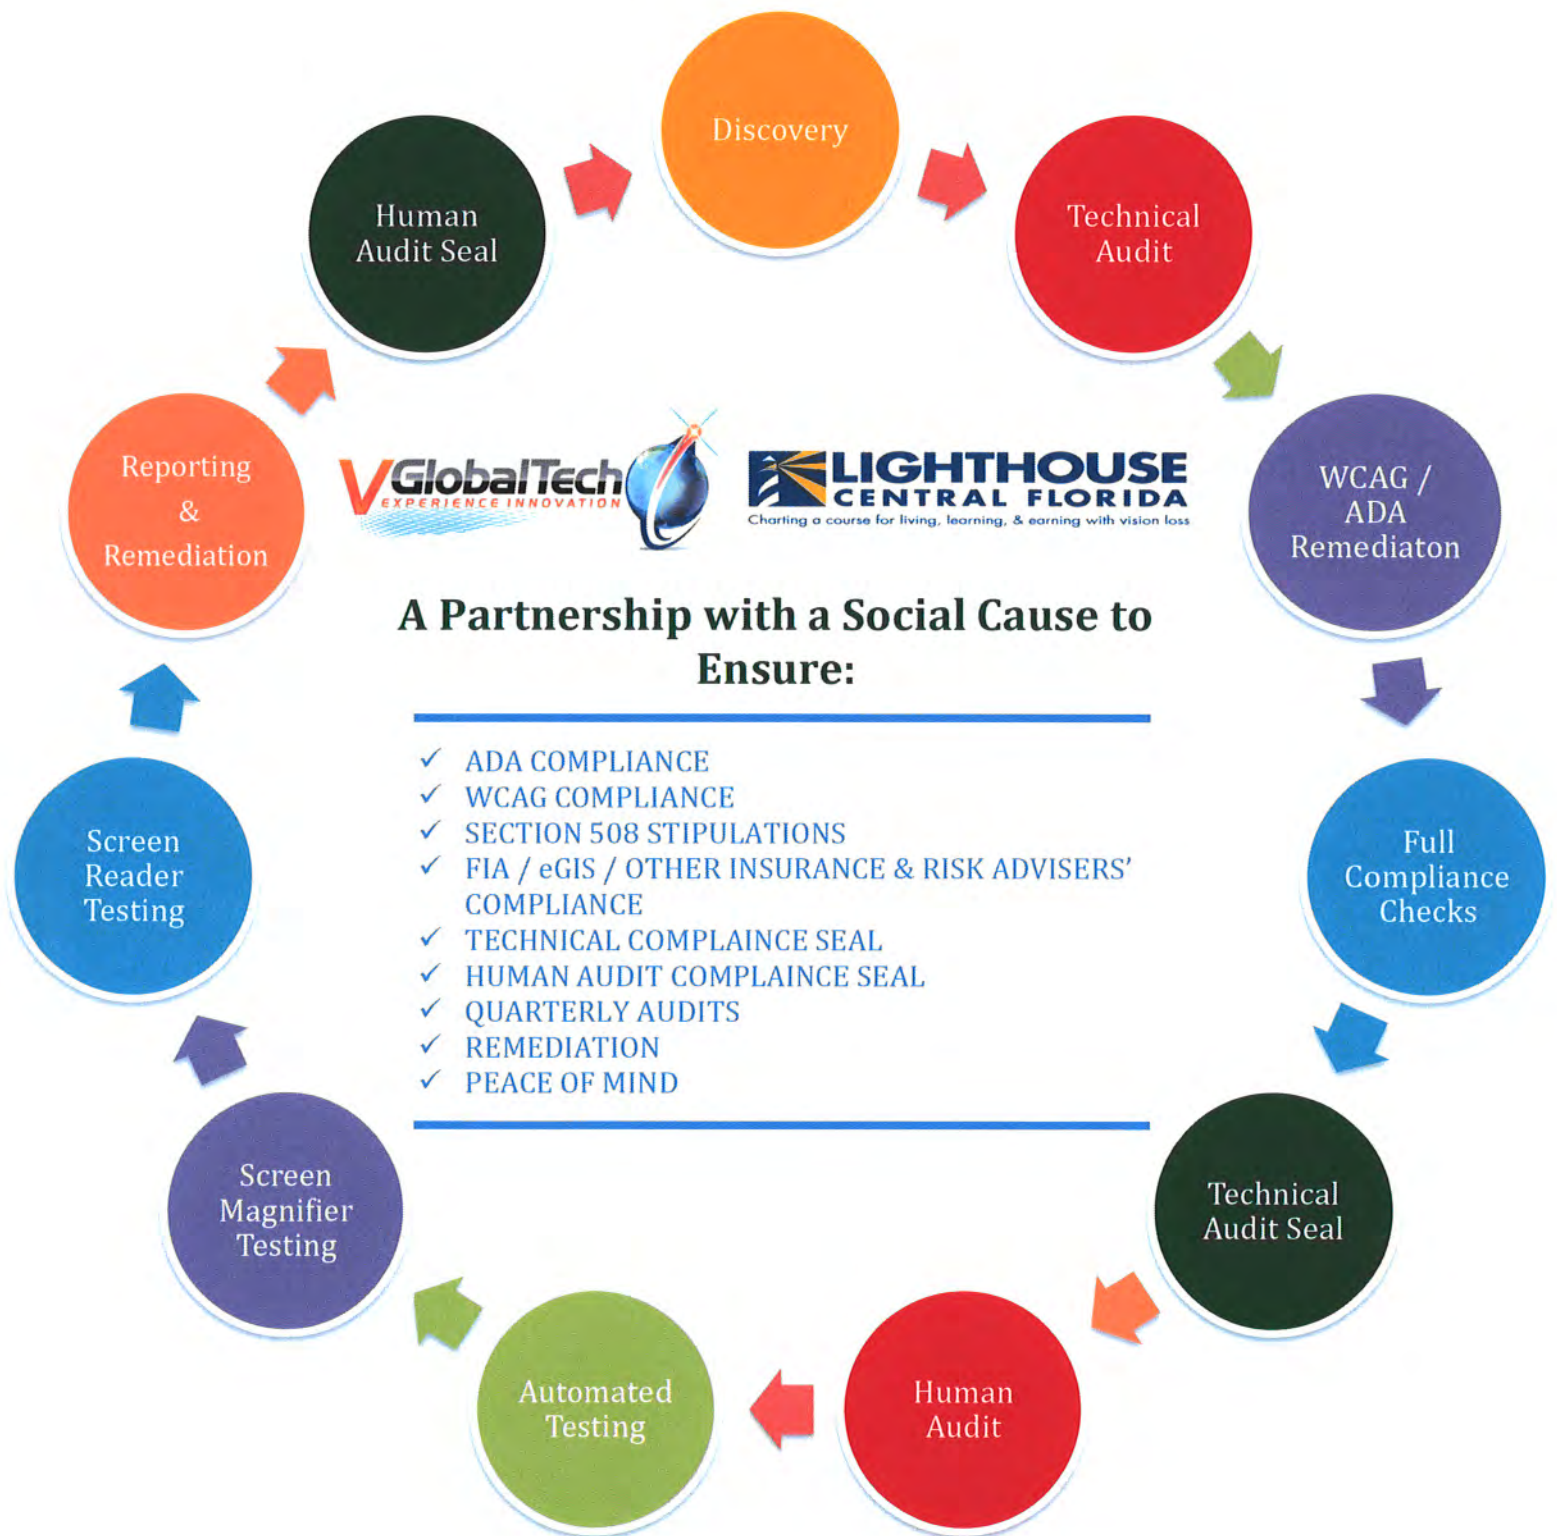 Discovery
Technical
Audit
WCAG /
ADA
Remediaton
Full
Compliance
Checks
Technical
Audit Seal
Human
Audit
Automated
Testing
Screen
Magnifier
Testing
Screen
Reader
Testing
Reporting
&
Remediation
Human
Audit Seal
VGlobalTech
EXPERIENCE INNOVATION
LIGHTHOUSE
CENTRAL FLORIDA
Charting a course for living, learning, & earning with vision loss
A Partnership with a Social Cause to
Ensure:
✓ ADA COMPLIANCE
✓ WCAG COMPLIANCE
✓ SECTION 508 STIPULATIONS
✓ FIA / eGIS / OTHER INSURANCE & RISK ADVISERS'
COMPLIANCE
✓ TECHNICAL COMPLAINCE SEAL
✓ HUMAN AUDIT COMPLAINCE SEAL
✓ QUARTERLY AUDITS
✓ REMEDIATION
✓ PEACE OF MIND